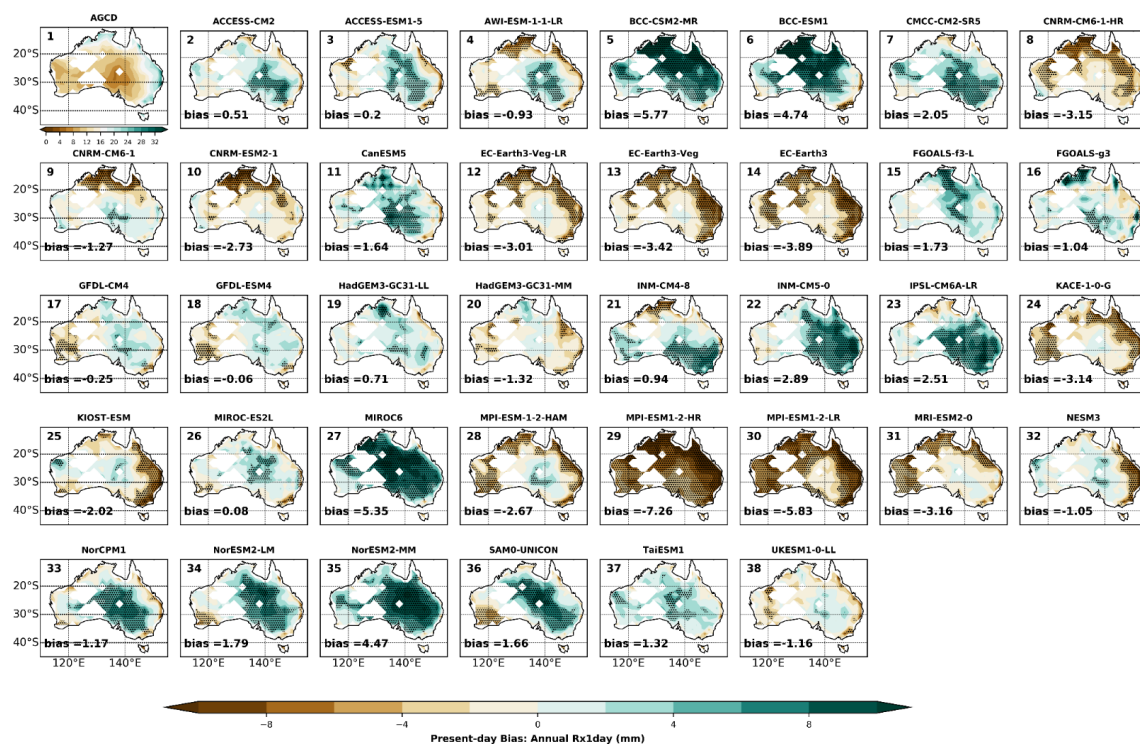 AGCD
ACCESS-CM2
ACCESS-ESM1-5
AWI-ESM-1-1-LR
BCC-CSM2-MR
BCC-ESM1
CMCC-CM2-SR5
CNRM-CM6-1-HR
1 2 3 4 5 6 7 8
20°S
30°S
40°S
bias =0.51 bias =0.2 bias =-0.93 bias =5.77 bias =4.74 bias =2.05 bias =-3.15
0 4 8 12 16 20 24 28 32
CNRM-CM6-1
CNRM-ESM2-1
CanESM5
EC-Earth3-Veg-LR
EC-Earth3-Veg
EC-Earth3
FGOALS-f3-L
FGOALS-g3
9 10 11 12 13 14 15 16
20°S
30°S
40°S
bias =-1.27 bias =-2.73 bias =1.64 bias =-3.01 bias =-3.42 bias =-3.89 bias =1.73 bias =1.04
GFDL-CM4
GFDL-ESM4
HadGEM3-GC31-LL
HadGEM3-GC31-MM
INM-CM4-8
INM-CM5-0
IPSL-CM6A-LR
KACE-1-0-G
17 18 19 20 21 22 23 24
20°S
30°S
40°S
bias =-0.25 bias =-0.06 bias =0.71 bias =-1.32 bias =0.94 bias =2.89 bias =2.51 bias =-3.14
KIOST-ESM
MIROC-ES2L
MIROC6
MPI-ESM-1-2-HAM
MPI-ESM1-2-HR
MPI-ESM1-2-LR
MRI-ESM2-0
NESM3
25 26 27 28 29 30 31 32
20°S
30°S
40°S
bias =-2.02 bias =0.08 bias =5.35 bias =-2.67 bias =-7.26 bias =-5.83 bias =-3.16 bias =-1.05
NorCPM1
NorESM2-LM
NorESM2-MM
SAM0-UNICON
TaiESM1
UKESM1-0-LL
33 34 35 36 37 38
20°S
30°S
40°S
bias =1.17 bias =1.79 bias =4.47 bias =1.66 bias =1.32 bias =-1.16
120°E 140°E 120°E 140°E 120°E 140°E 120°E 140°E 120°E 140°E 120°E 140°E
−8 −4 0 4 8
Present-day Bias: Annual Rx1day (mm)